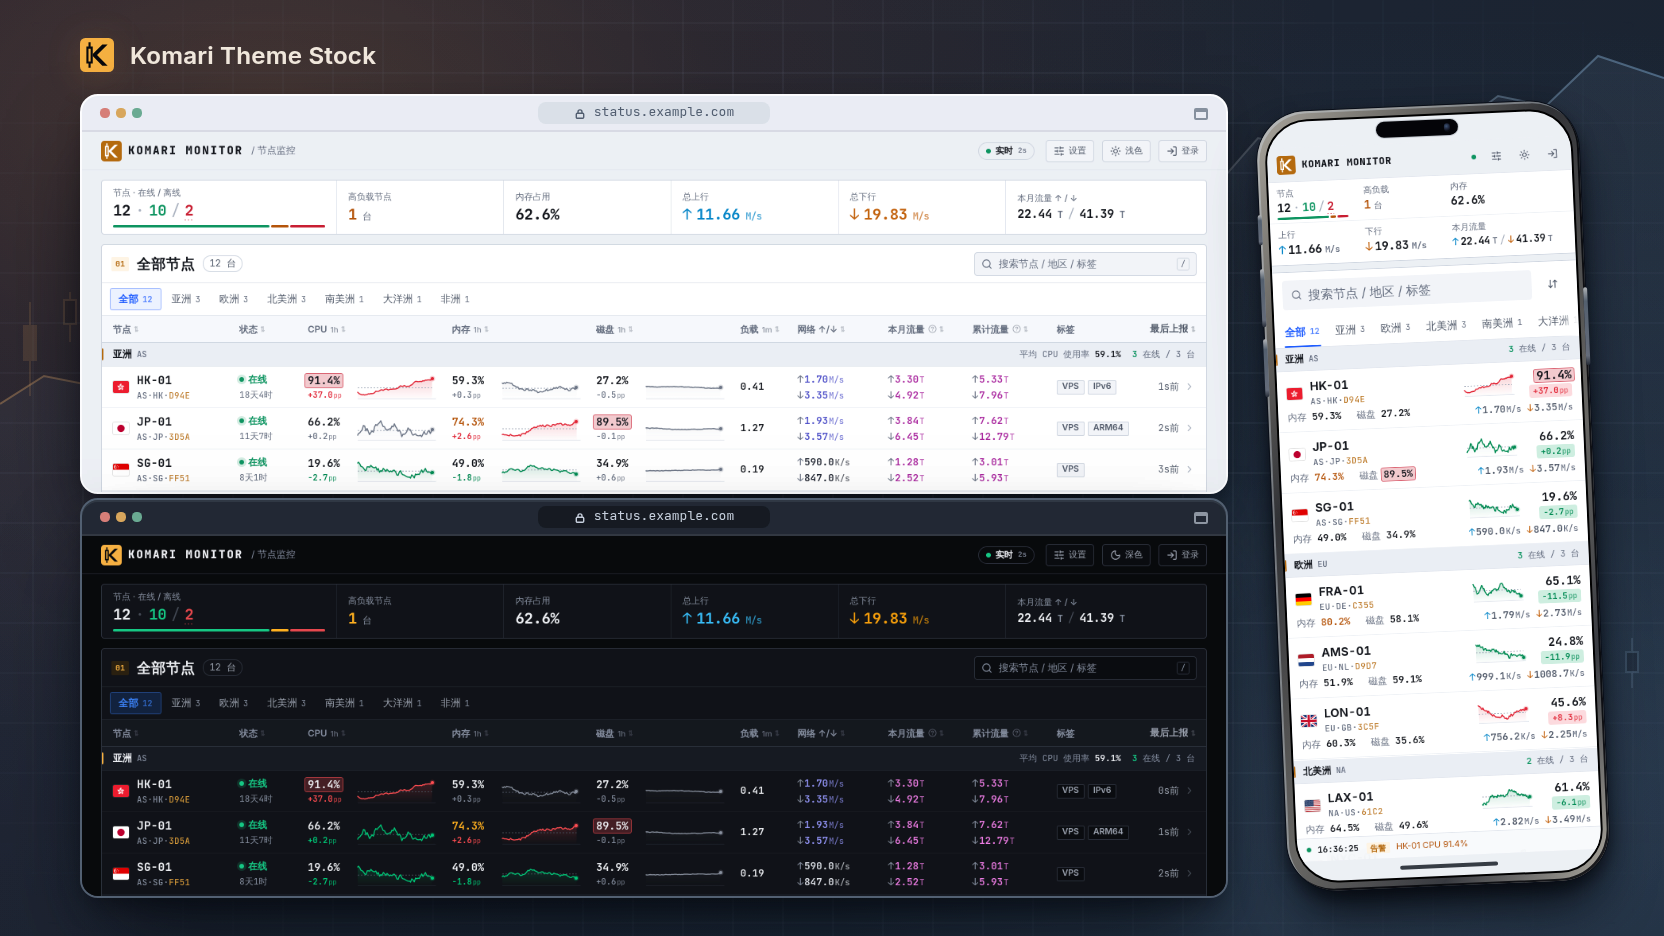 Komari Theme Stock
status.example.com
KOMARI MONITOR / 节点监控
实时 2s 设置 浅色 登录
节点 · 在线 / 离线 高负载节点 内存占用 总上行 总下行 本月流量 ↑ / ↓
12 · 10 / 2 1 台 62.6% ↑ 11.66 M/s ↓ 19.83 M/s 22.44 T / 41.39 T
01 全部节点 12 台 搜索节点 / 地区 / 标签 /
全部 12 亚洲 3 欧洲 3 北美洲 3 南美洲 1 大洋洲 1 非洲 1
节点 状态 CPU 1h 内存 1h 磁盘 1h 负载 1m 网络 ↑/↓ 本月流量 累计流量 标签 最后上报
亚洲 AS 平均 CPU 使用率 59.1% 3 在线 / 3 台
HK-01 在线 91.4% 59.3% 27.2% 0.41 ↑1.70M/s ↑3.30T ↑5.33T VPS IPv6 1s前
AS·HK·D94E 18天4时 +37.0pp +0.3pp -0.5pp ↓3.35M/s ↓4.92T ↓7.96T
JP-01 在线 66.2% 74.3% 89.5% 1.27 ↑1.93M/s ↑3.84T ↑7.62T VPS ARM64 2s前
AS·JP·3D5A 11天7时 +0.2pp +2.6pp -0.1pp ↓3.57M/s ↓6.45T ↓12.79T
SG-01 在线 19.6% 49.0% 34.9% 0.19 ↑590.0K/s ↑1.28T ↑3.01T VPS 3s前
AS·SG·FF51 8天1时 -2.7pp -1.8pp +0.6pp ↓847.0K/s ↓2.52T ↓5.93T
status.example.com
KOMARI MONITOR / 节点监控
实时 2s 设置 深色 登录
节点 · 在线 / 离线 高负载节点 内存占用 总上行 总下行 本月流量 ↑ / ↓
12 · 10 / 2 1 台 62.6% ↑ 11.66 M/s ↓ 19.83 M/s 22.44 T / 41.39 T
01 全部节点 12 台 搜索节点 / 地区 / 标签 /
全部 12 亚洲 3 欧洲 3 北美洲 3 南美洲 1 大洋洲 1 非洲 1
节点 状态 CPU 1h 内存 1h 磁盘 1h 负载 1m 网络 ↑/↓ 本月流量 累计流量 标签 最后上报
亚洲 AS 平均 CPU 使用率 59.1% 3 在线 / 3 台
HK-01 在线 91.4% 59.3% 27.2% 0.41 ↑1.70M/s ↑3.30T ↑5.33T VPS IPv6 0s前
AS·HK·D94E 18天4时 +37.0pp +0.3pp -0.5pp ↓3.35M/s ↓4.92T ↓7.96T
JP-01 在线 66.2% 74.3% 89.5% 1.27 ↑1.93M/s ↑3.84T ↑7.62T VPS ARM64 1s前
AS·JP·3D5A 11天7时 +0.2pp +2.6pp -0.1pp ↓3.57M/s ↓6.45T ↓12.79T
SG-01 在线 19.6% 49.0% 34.9% 0.19 ↑590.0K/s ↑1.28T ↑3.01T VPS 2s前
AS·SG·FF51 8天1时 -2.7pp -1.8pp +0.6pp ↓847.0K/s ↓2.52T ↓5.93T
KOMARI MONITOR
节点 高负载 内存
12 · 10 / 2 1 台 62.6%
上行 下行 本月流量
↑11.66 M/s ↓19.83 M/s ↑22.44 T / ↓41.39 T
搜索节点 / 地区 / 标签
全部 12 亚洲 3 欧洲 3 北美洲 3 南美洲 1 大洋洲
亚洲 AS 3 在线 / 3 台
HK-01 91.4%
AS·HK·D94E +37.0pp
内存 59.3% 磁盘 27.2% ↑1.70M/s ↓3.35M/s
JP-01 66.2%
AS·JP·3D5A +0.2pp
内存 74.3% 磁盘 89.5% ↑1.93M/s ↓3.57M/s
SG-01 19.6%
AS·SG·FF51 -2.7pp
内存 49.0% 磁盘 34.9% ↑590.0K/s ↓847.0K/s
欧洲 EU 3 在线 / 3 台
FRA-01 65.1%
EU·DE·C355 -11.5pp
内存 80.2% 磁盘 58.1% ↑1.79M/s ↓2.73M/s
AMS-01 24.8%
EU·NL·D9D7 -11.9pp
内存 51.9% 磁盘 59.1% ↑999.1K/s ↓1008.7K/s
LON-01 45.6%
EU·GB·3C5F +8.3pp
内存 60.3% 磁盘 35.6% ↑756.2K/s ↓2.25M/s
北美洲 NA 2 在线 / 3 台
LAX-01 61.4%
NA·US·61C2 -6.1pp
内存 64.5% 磁盘 49.6% ↑2.82M/s ↓3.49M/s
16:36:25 告警 HK-01 CPU 91.4%